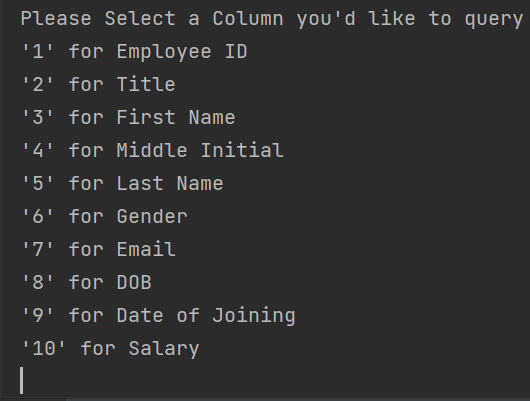 Please Select a Column you'd like to query
'1' for Employee ID
'2' for Title
'3' for First Name
'4' for Middle Initial
'5' for Last Name
'6' for Gender
'7' for Email
'8' for DOB
'9' for Date of Joining
'10' for Salary